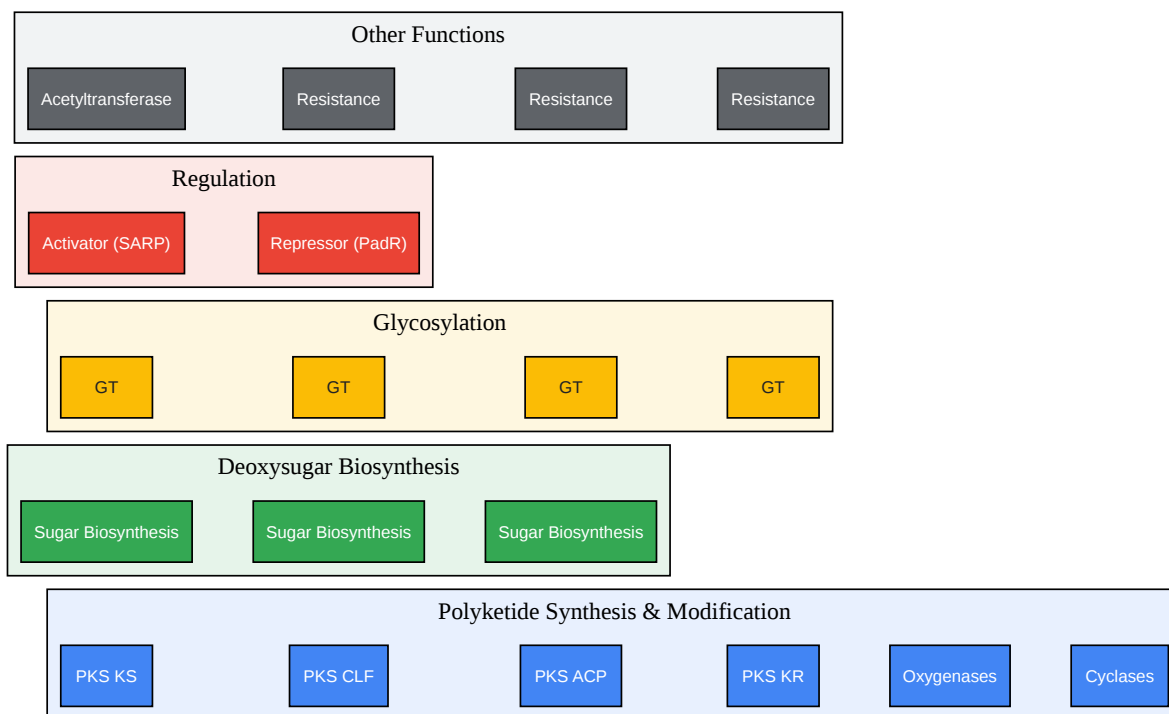 Other Functions
Acetyltransferase Resistance Resistance Resistance
Regulation
Activator (SARP) Repressor (PadR)
Glycosylation
GT GT GT GT
Deoxysugar Biosynthesis
Sugar Biosynthesis Sugar Biosynthesis Sugar Biosynthesis
Polyketide Synthesis & Modification
PKS KS PKS CLF PKS ACP PKS KR Oxygenases Cyclases